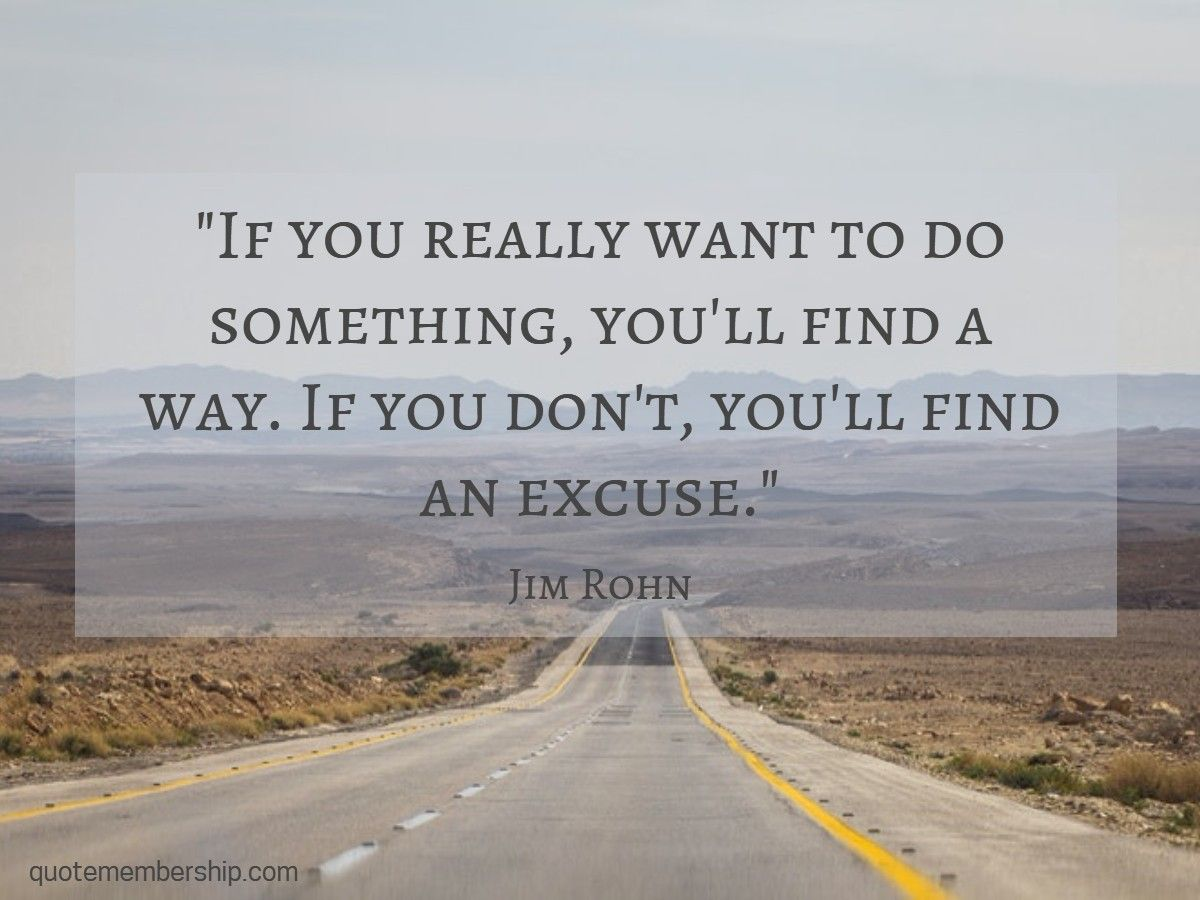 "If you really want to do
something, you'll find a
way. If you don't, you'll find
an excuse."
Jim Rohn
quotemembership.com